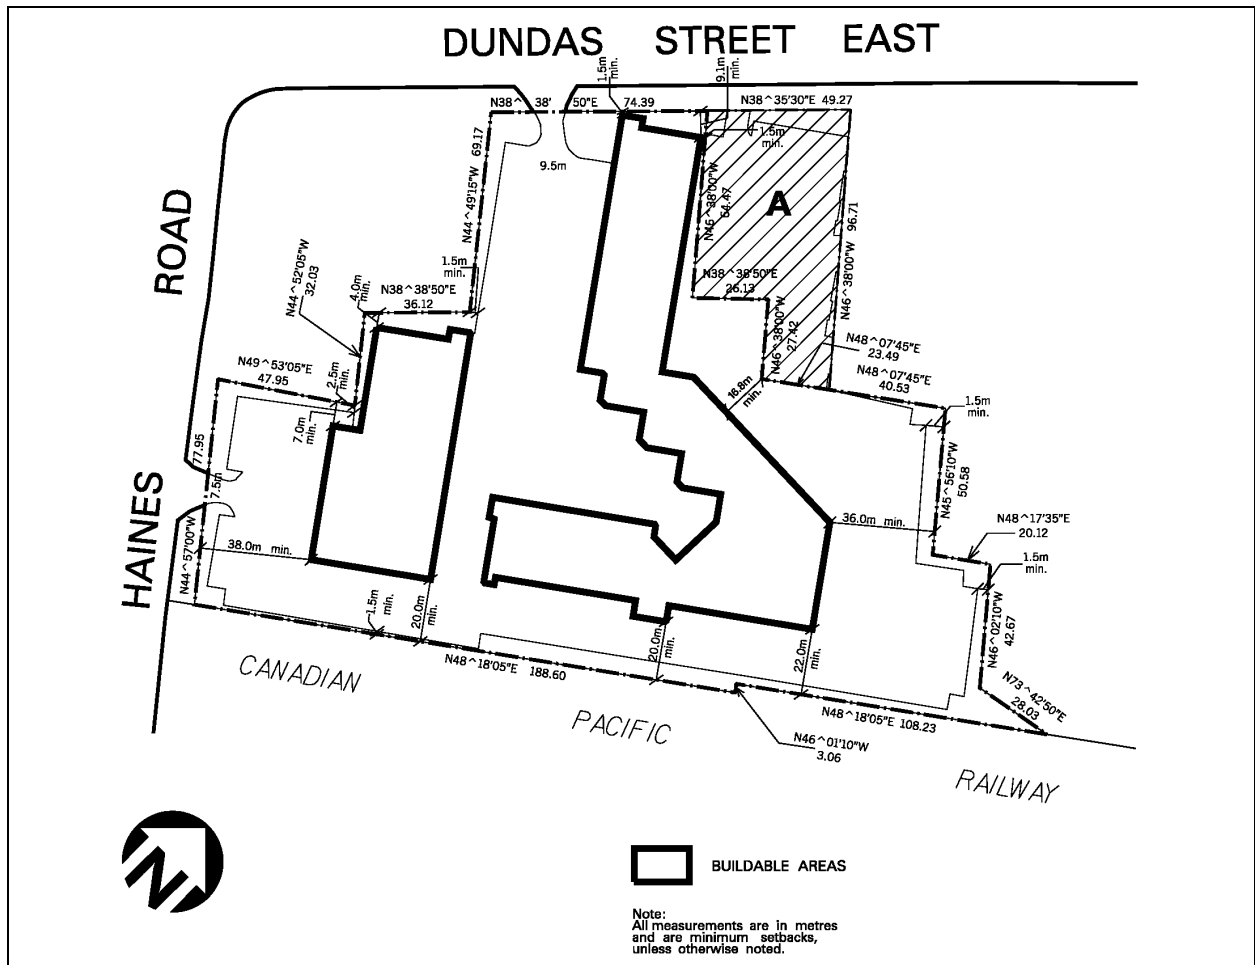 DUNDAS STREET EAST
1.5m min.
9.1m min.
N38^ 38' 50"E 74.39
N38^35'30"E 49.27
1.5m min.
N44^49'15"W 69.17
9.5m
A
96.71
N46^38'00"W
ROAD
N44^52'05"W
32.03
4.0m min.
1.5m min.
N38^38'50"E
36.12
N38^38'50"E
26.13
N46^38'00"W
27.42
N48^07'45"E
23.49
N48^07'45"E
40.53
N49^53'05"E
47.95
2.5m min.
7.0m min.
16.8m min.
1.5m min.
77.95
7.5m
N45^56'10"W
50.58
HAINES
N44^57'00"W
38.0m min.
36.0m min.
N48^17'35"E
20.12
1.5m min.
1.5m min.
20.0m min.
20.0m min.
22.0m min.
N46^02'10"W
42.67
N73^42'50"E
28.03
N48^18'05"E 188.60
N48^18'05"E 108.23
N46^01'10"W
3.06
CANADIAN
PACIFIC
RAILWAY
N
BUILDABLE AREAS
Note:
All measurements are in metres
and are minimum setbacks,
unless otherwise noted.